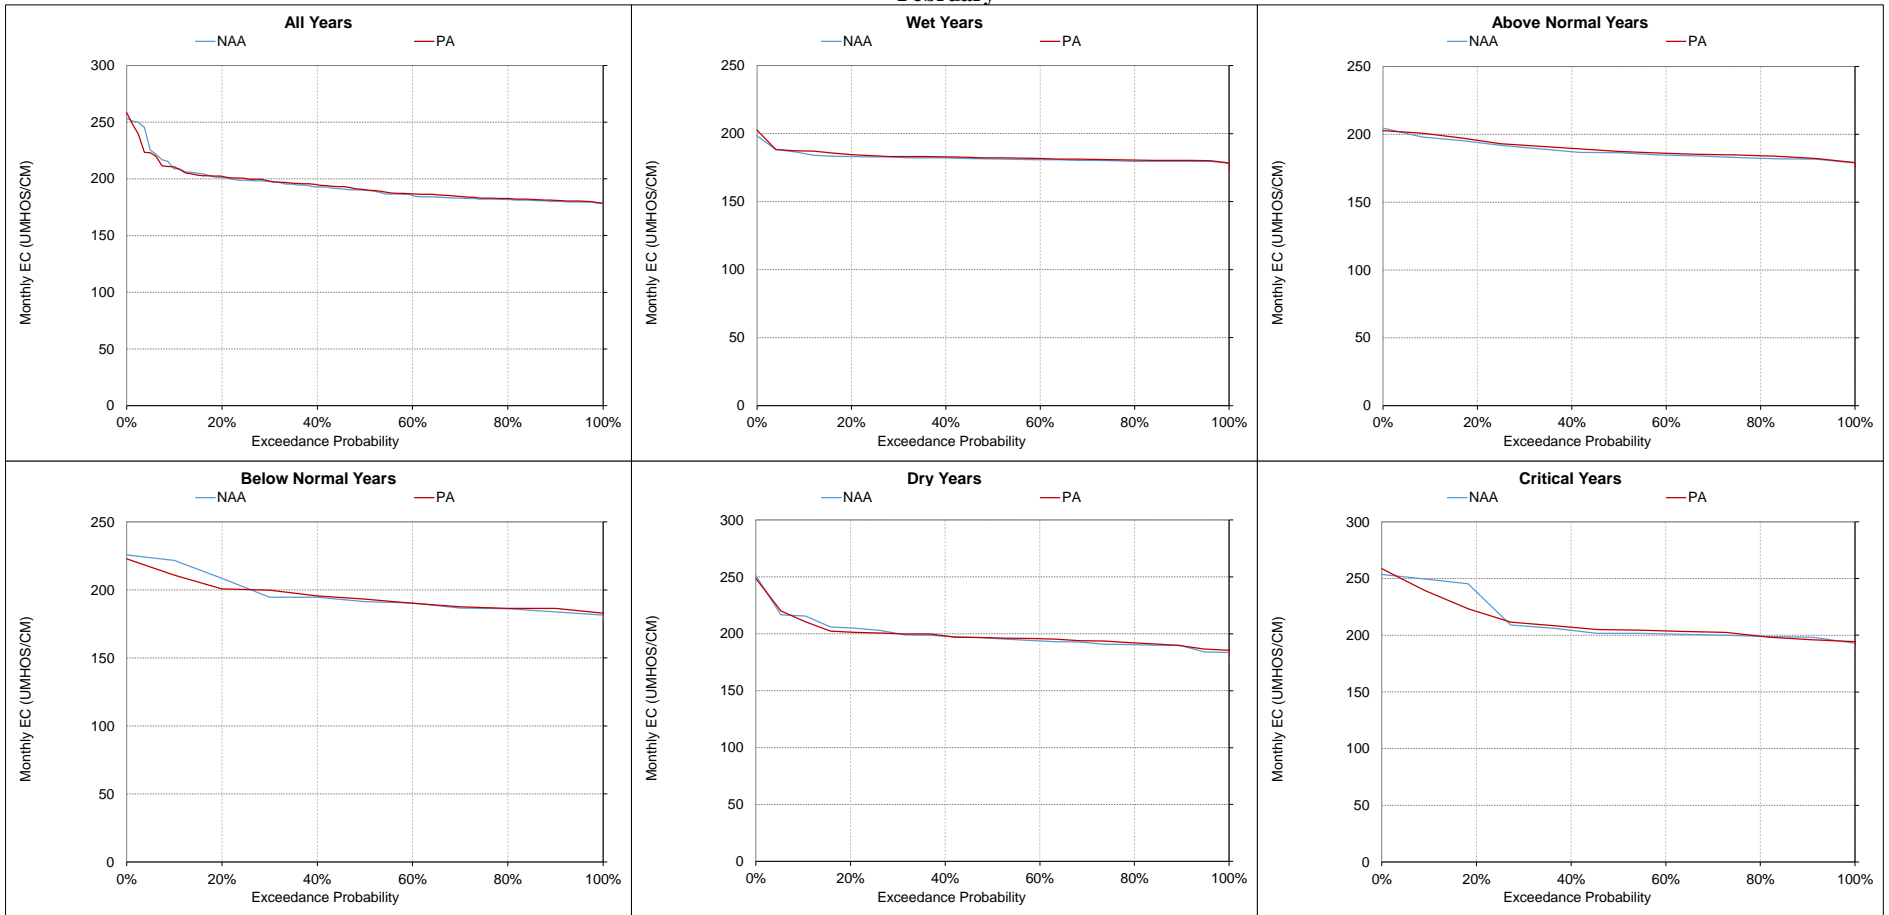 February
All Years
NAA PA
300
250
200
150
100
50
0
0% 20% 40% 60% 80% 100%
Monthly EC (UMHOS/CM)
Exceedance Probability
Wet Years
NAA PA
250
200
150
100
50
0
0% 20% 40% 60% 80% 100%
Monthly EC (UMHOS/CM)
Exceedance Probability
Above Normal Years
NAA PA
250
200
150
100
50
0
0% 20% 40% 60% 80% 100%
Monthly EC (UMHOS/CM)
Exceedance Probability
Below Normal Years
NAA PA
250
200
150
100
50
0
0% 20% 40% 60% 80% 100%
Monthly EC (UMHOS/CM)
Exceedance Probability
Dry Years
NAA PA
300
250
200
150
100
50
0
0% 20% 40% 60% 80% 100%
Monthly EC (UMHOS/CM)
Exceedance Probability
Critical Years
NAA PA
300
250
200
150
100
50
0
0% 20% 40% 60% 80% 100%
Monthly EC (UMHOS/CM)
Exceedance Probability